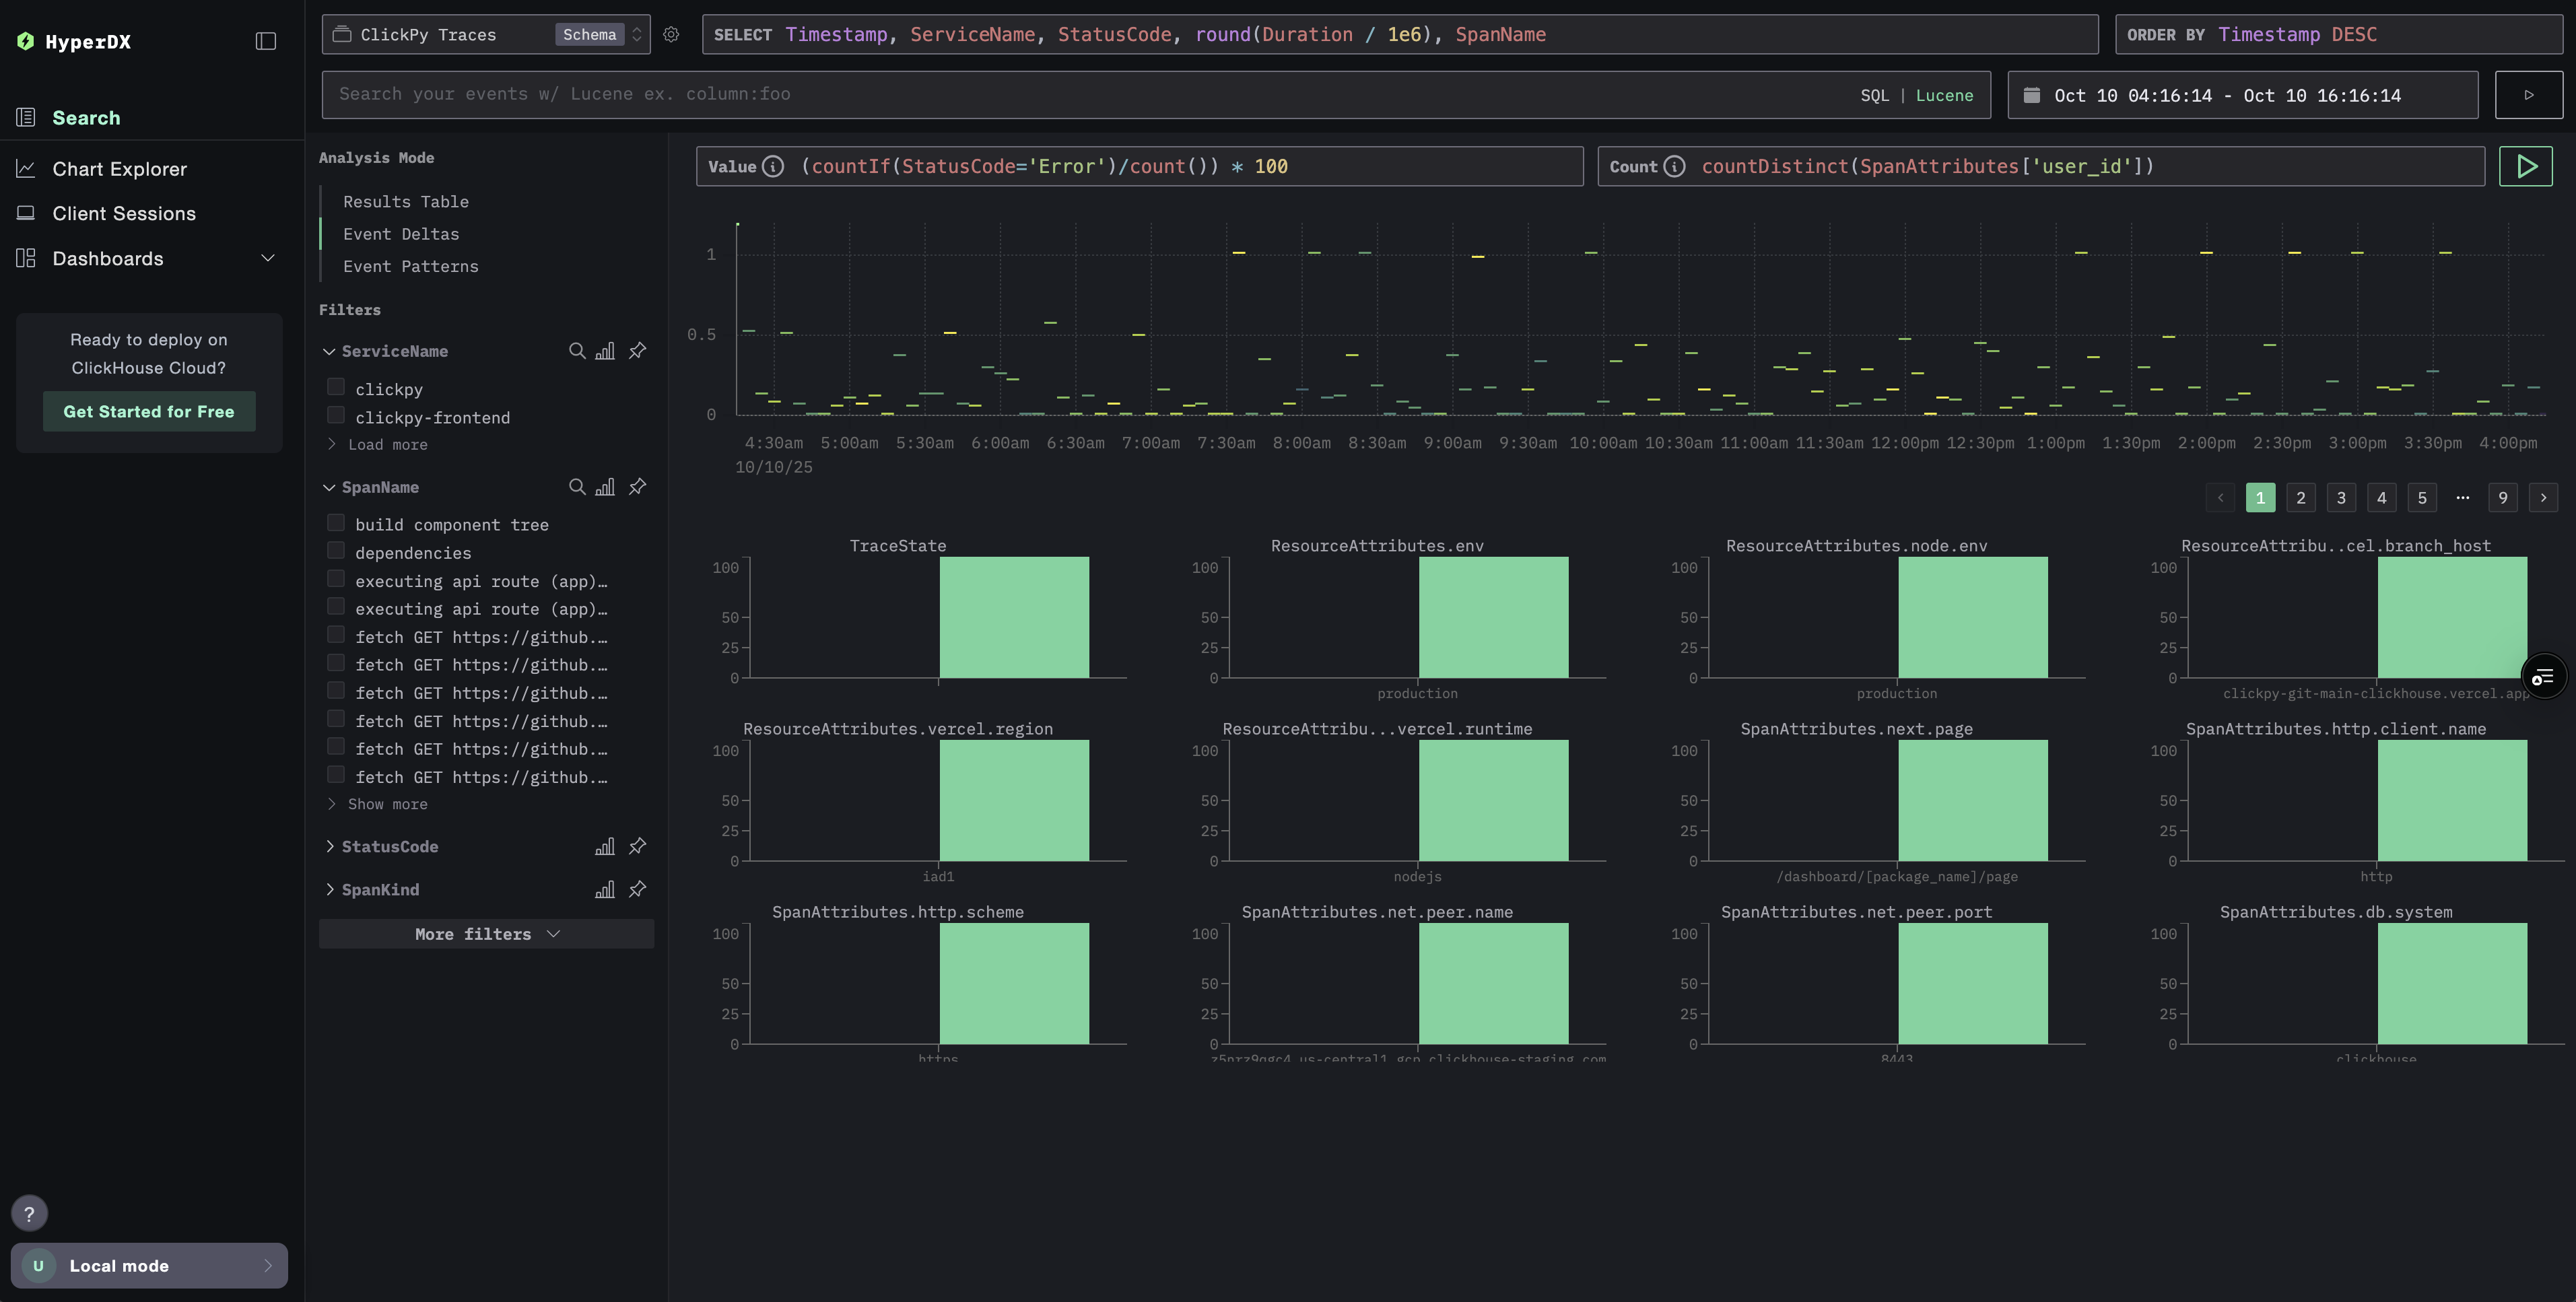 HyperDX
Search
Chart Explorer
Client Sessions
Dashboards
Ready to deploy on
ClickHouse Cloud?
Get Started for Free
?
U Local mode
ClickPy Traces Schema
SELECT Timestamp, ServiceName, StatusCode, round(Duration / 1e6), SpanName
ORDER BY Timestamp DESC
Search your events w/ Lucene ex. column:foo
SQL | Lucene
Oct 10 04:16:14 - Oct 10 16:16:14
Analysis Mode
Results Table
Event Deltas
Event Patterns
Filters
ServiceName
clickpy
clickpy-frontend
Load more
SpanName
build component tree
dependencies
executing api route (app)…
executing api route (app)…
fetch GET https://github.…
fetch GET https://github.…
fetch GET https://github.…
fetch GET https://github.…
fetch GET https://github.…
fetch GET https://github.…
Show more
StatusCode
SpanKind
More filters
Value (countIf(StatusCode='Error')/count()) * 100
Count countDistinct(SpanAttributes['user_id'])
1
0.5
0
4:30am 5:00am 5:30am 6:00am 6:30am 7:00am 7:30am 8:00am 8:30am 9:00am 9:30am 10:00am 10:30am 11:00am 11:30am 12:00pm 12:30pm 1:00pm 1:30pm 2:00pm 2:30pm 3:00pm 3:30pm 4:00pm
10/10/25
1 2 3 4 5 ... 9
TraceState
100
50
25
0
ResourceAttributes.env
100
50
25
0
production
ResourceAttributes.node.env
100
50
25
0
production
ResourceAttribu..cel.branch_host
100
50
25
0
clickpy-git-main-clickhouse.vercel.app
ResourceAttributes.vercel.region
100
50
25
0
iad1
ResourceAttribu...vercel.runtime
100
50
25
0
nodejs
SpanAttributes.next.page
100
50
25
0
/dashboard/[package_name]/page
SpanAttributes.http.client.name
100
50
25
0
http
SpanAttributes.http.scheme
100
50
25
0
https
SpanAttributes.net.peer.name
100
50
25
0
us-central1.gcp.clickhouse-staging.com
SpanAttributes.net.peer.port
100
50
25
0
8443
SpanAttributes.db.system
100
50
25
0
clickhouse